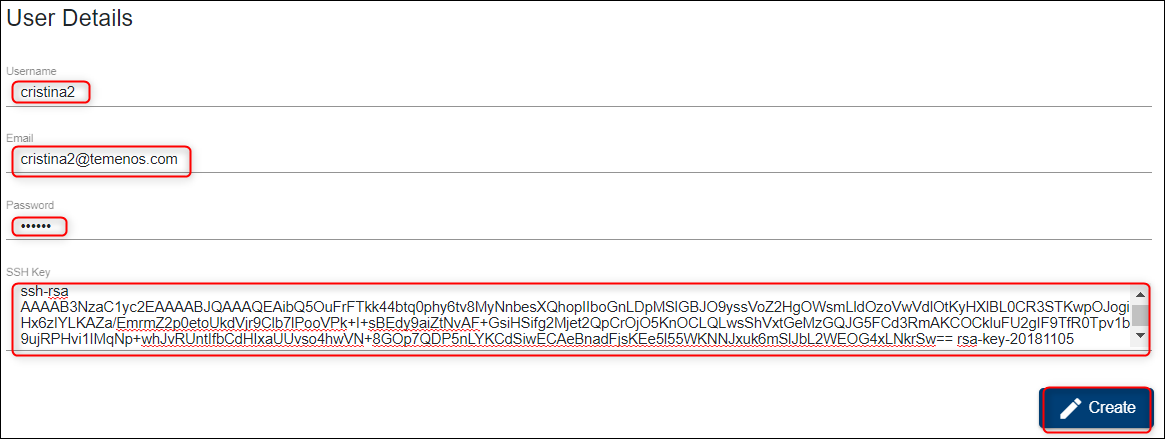 User Details
Username
cristina2
Email
cristina2@temenos.com
Password
••••••
SSH Key
ssh-rsa
AAAAB3NzaC1yc2EAAAABJQAAAQEAibQ5OuFrFTkk44btq0phy6tv8MyNnbesXQhopIIboGnLDpMSIGBJO9yssVoZ2HgOWsmLIdOzoVwVdIOtKyHXIBL0CR3STKwpOJogi
Hx6zIYLKAZa/EmrmZ2p0etoUkdVjr9CIb7IPooVPk+I+sBEdy9aiZtNvAF+GsiHSifg2Mjet2QpCrOjO5KnOCLQLwsShVxtGeMzGQJG5FCd3RmAKCOCkluFU2gIF9TfR0Tpv1b
9ujRPHvi1IMqNp+whJvRUntIfbCdHIxaUUvso4hwVN+8GOp7QDP5nLYKCdSiwECAeBnadFjsKEe5I55WKNNJxuk6mSIJbL2WEOG4xLNkrSw== rsa-key-20181105
Create